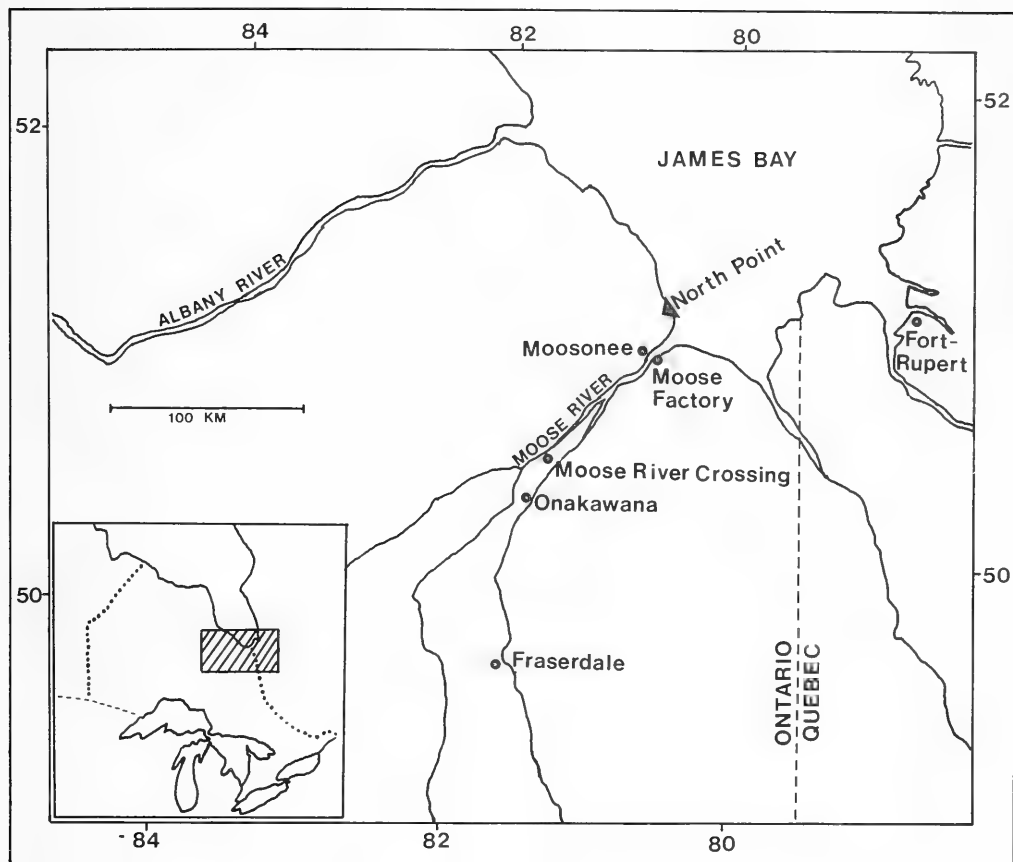 84
82
80
52
52
JAMES BAY
ALBANY RIVER
North Point
Moosonee
Fort-
Rupert
Moose
Factory
100 KM
MOOSE RIVER
Moose River Crossing
Onakawana
50
50
Fraserdale
ONTARIO
QUEBEC
84
82
80